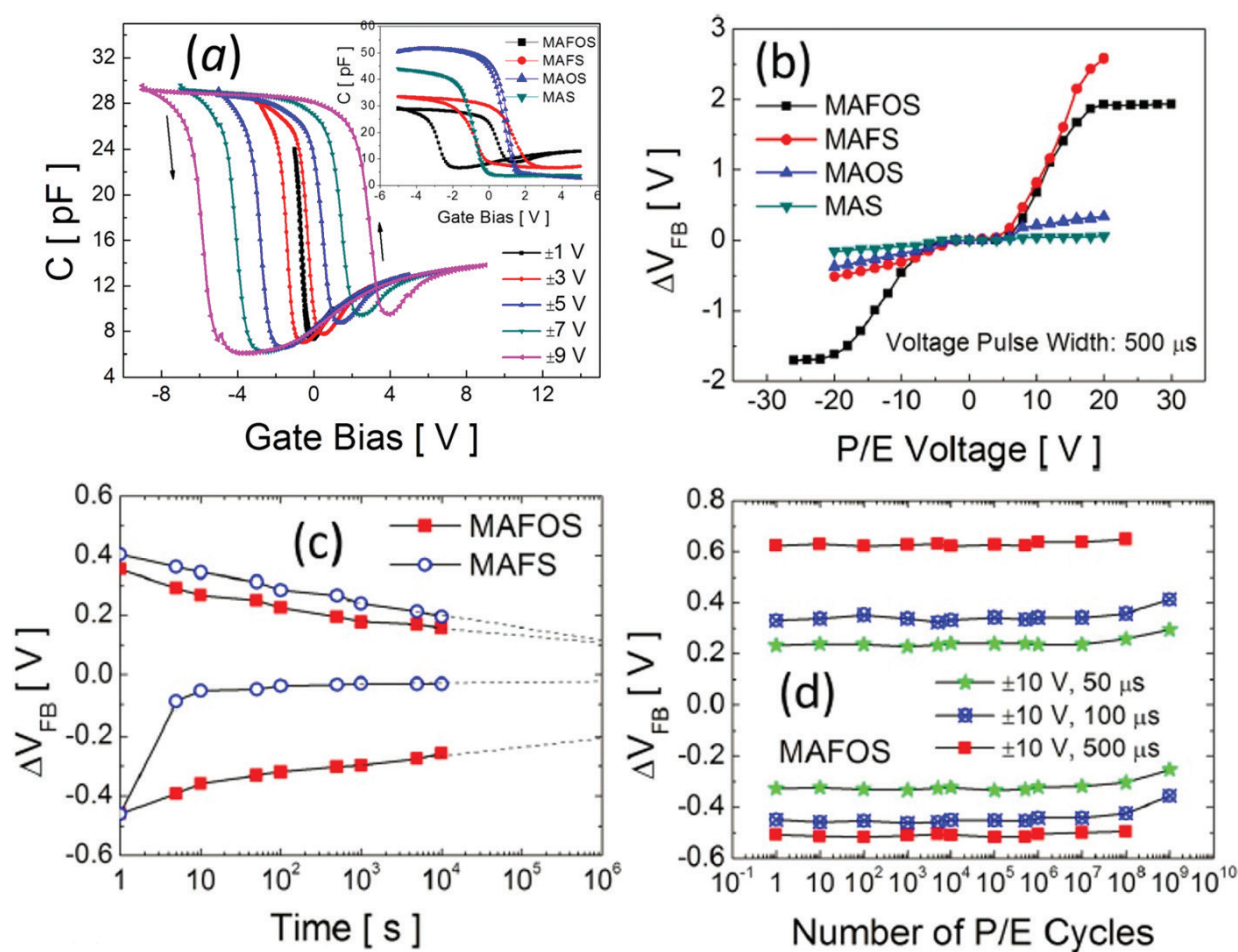 (a)
C [ pF ]
32
28
24
20
16
12
8
4
-8
-4
0
4
8
12
Gate Bias [ V ]
±1 V
±3 V
±5 V
±7 V
±9 V
C [ pF ]
60
50
40
30
20
10
0
-6
-4
-2
0
2
4
6
Gate Bias [ V ]
MAFOS
MAFS
MAOS
MAS
(b)
ΔVFB [ V ]
3
2
1
0
-1
-2
MAFOS
MAFS
MAOS
MAS
Voltage Pulse Width: 500 μs
-30
-20
-10
0
10
20
30
P/E Voltage [ V ]
(c)
ΔVFB [ V ]
0.6
0.4
0.2
0.0
-0.2
-0.4
-0.6
MAFOS
MAFS
1
10
10²
10³
10⁴
10⁵
10⁶
Time [ s ]
(d)
ΔVFB [ V ]
0.8
0.6
0.4
0.2
0.0
-0.2
-0.4
-0.6
±10 V, 50 μs
±10 V, 100 μs
±10 V, 500 μs
MAFOS
10⁻¹
1
10
10²
10³
10⁴
10⁵
10⁶
10⁷
10⁸
10⁹
10¹⁰
Number of P/E Cycles